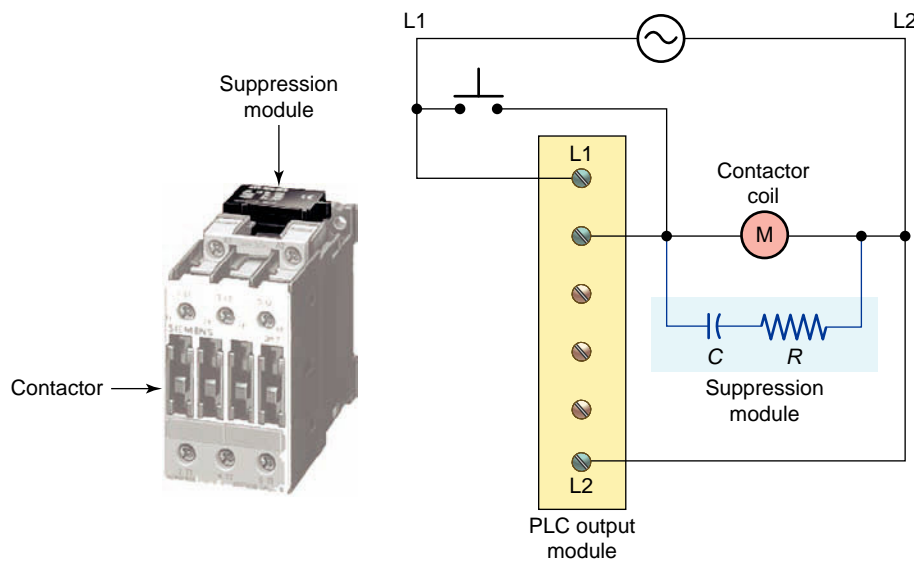 L1
L2
Suppression
module
L1
Contactor
coil
M
SIEMENS
Contactor
C
R
Suppression
module
L2
PLC output
module